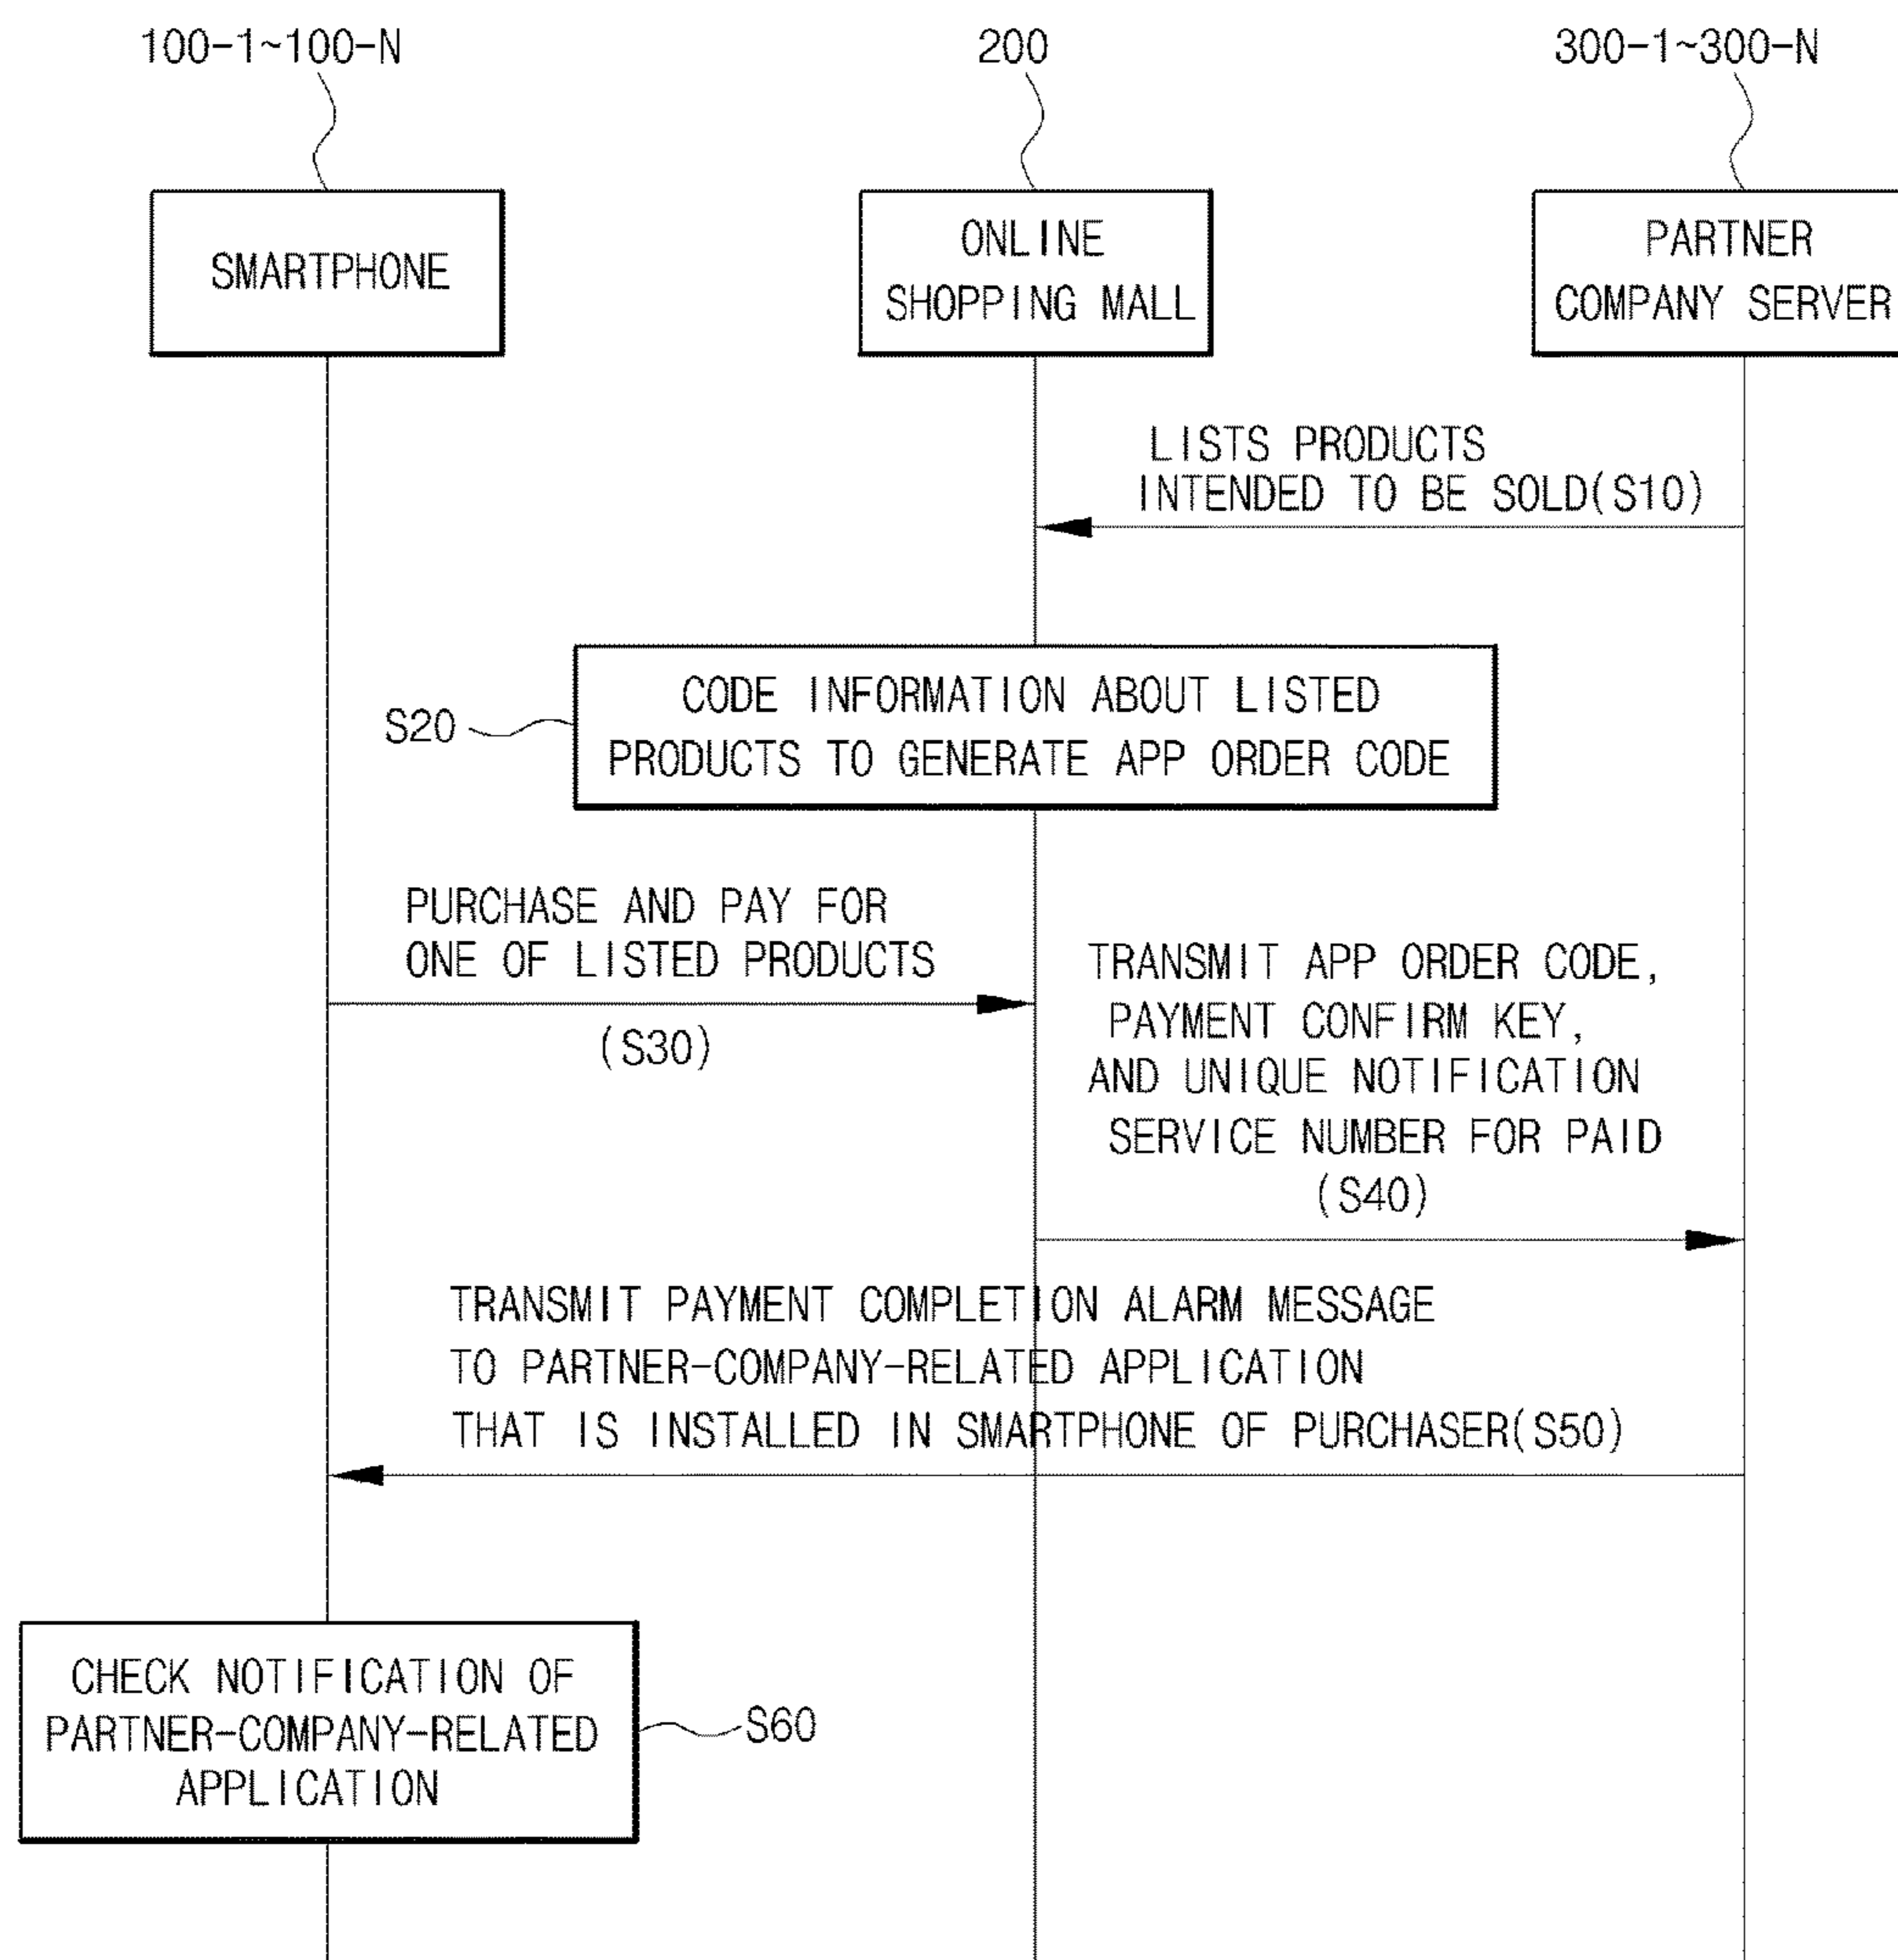 100-1~100-N
200
300-1~300-N
SMARTPHONE
ONLINE
SHOPPING MALL
PARTNER
COMPANY SERVER
LISTS PRODUCTS
INTENDED TO BE SOLD(S10)
S20
CODE INFORMATION ABOUT LISTED
PRODUCTS TO GENERATE APP ORDER CODE
PURCHASE AND PAY FOR
ONE OF LISTED PRODUCTS
(S30)
TRANSMIT APP ORDER CODE,
PAYMENT CONFIRM KEY,
AND UNIQUE NOTIFICATION
SERVICE NUMBER FOR PAID
(S40)
TRANSMIT PAYMENT COMPLETION ALARM MESSAGE
TO PARTNER-COMPANY-RELATED APPLICATION
THAT IS INSTALLED IN SMARTPHONE OF PURCHASER(S50)
CHECK NOTIFICATION OF
PARTNER-COMPANY-RELATED
APPLICATION
S60